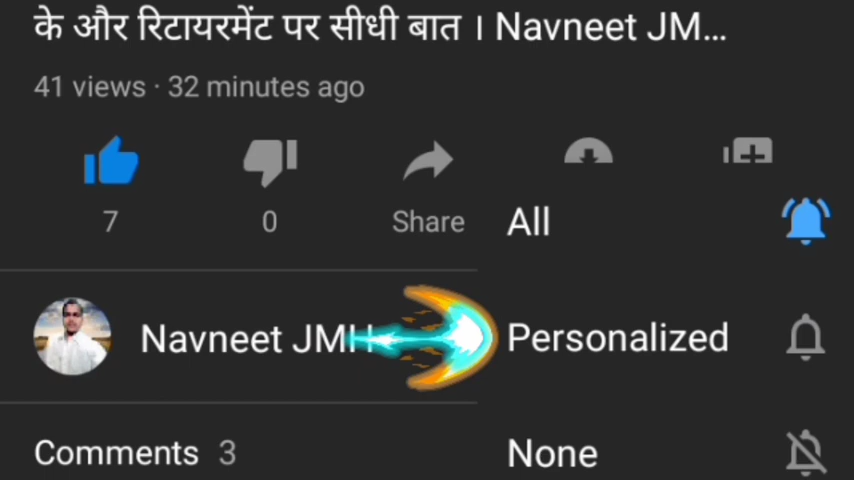 के और रिटायरमेंट पर सीधी बात । Navneet JM...
41 views · 32 minutes ago
7
0
Share
All
Navneet JMH
Personalized
Comments 3
None